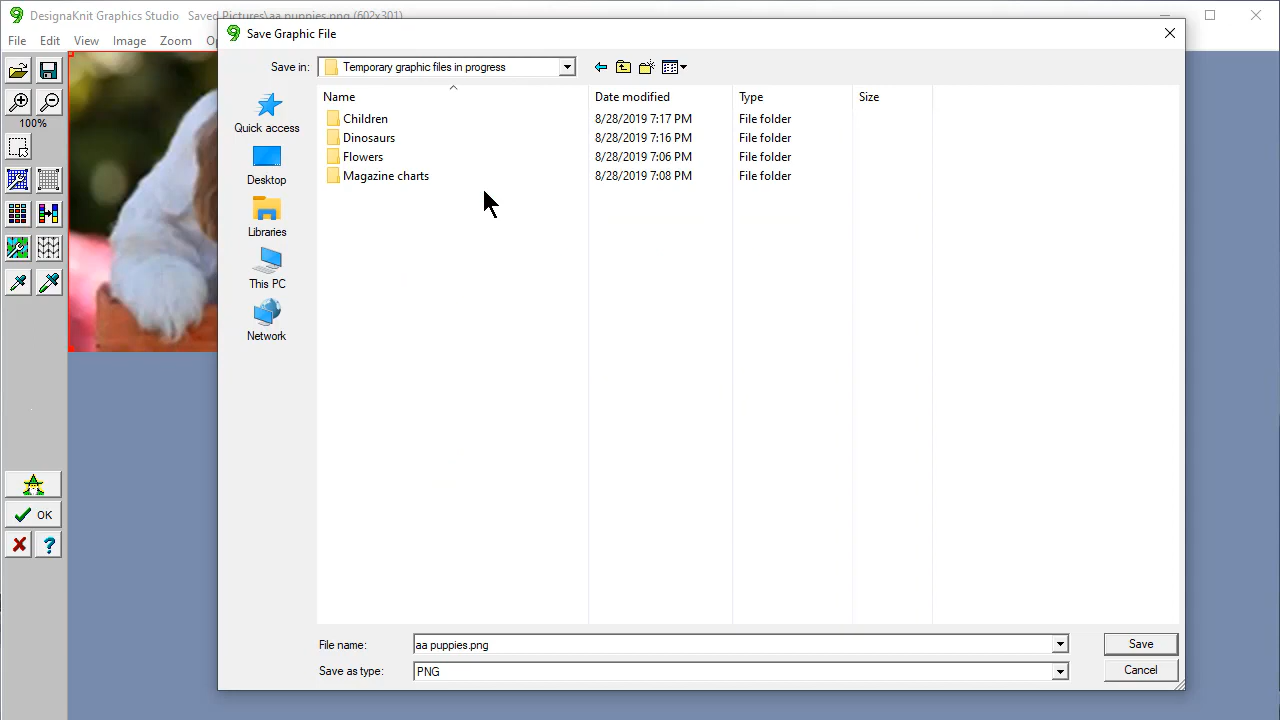 DesignaKnit Graphics Studo Saved Pictures\aa puppies.png (602x301)
File Edit View Image Zoom
100%
OK
Save Graphic File
Save in: Temporary graphic files in progress
Name Date modified Type Size
Children 8/28/2019 7:17 PM File folder
Dinosaurs 8/28/2019 7:16 PM File folder
Flowers 8/28/2019 7:06 PM File folder
Magazine charts 8/28/2019 7:08 PM File folder
Quick access
Desktop
Libraries
This PC
Network
File name: aa puppies.png Save
Save as type: PNG Cancel